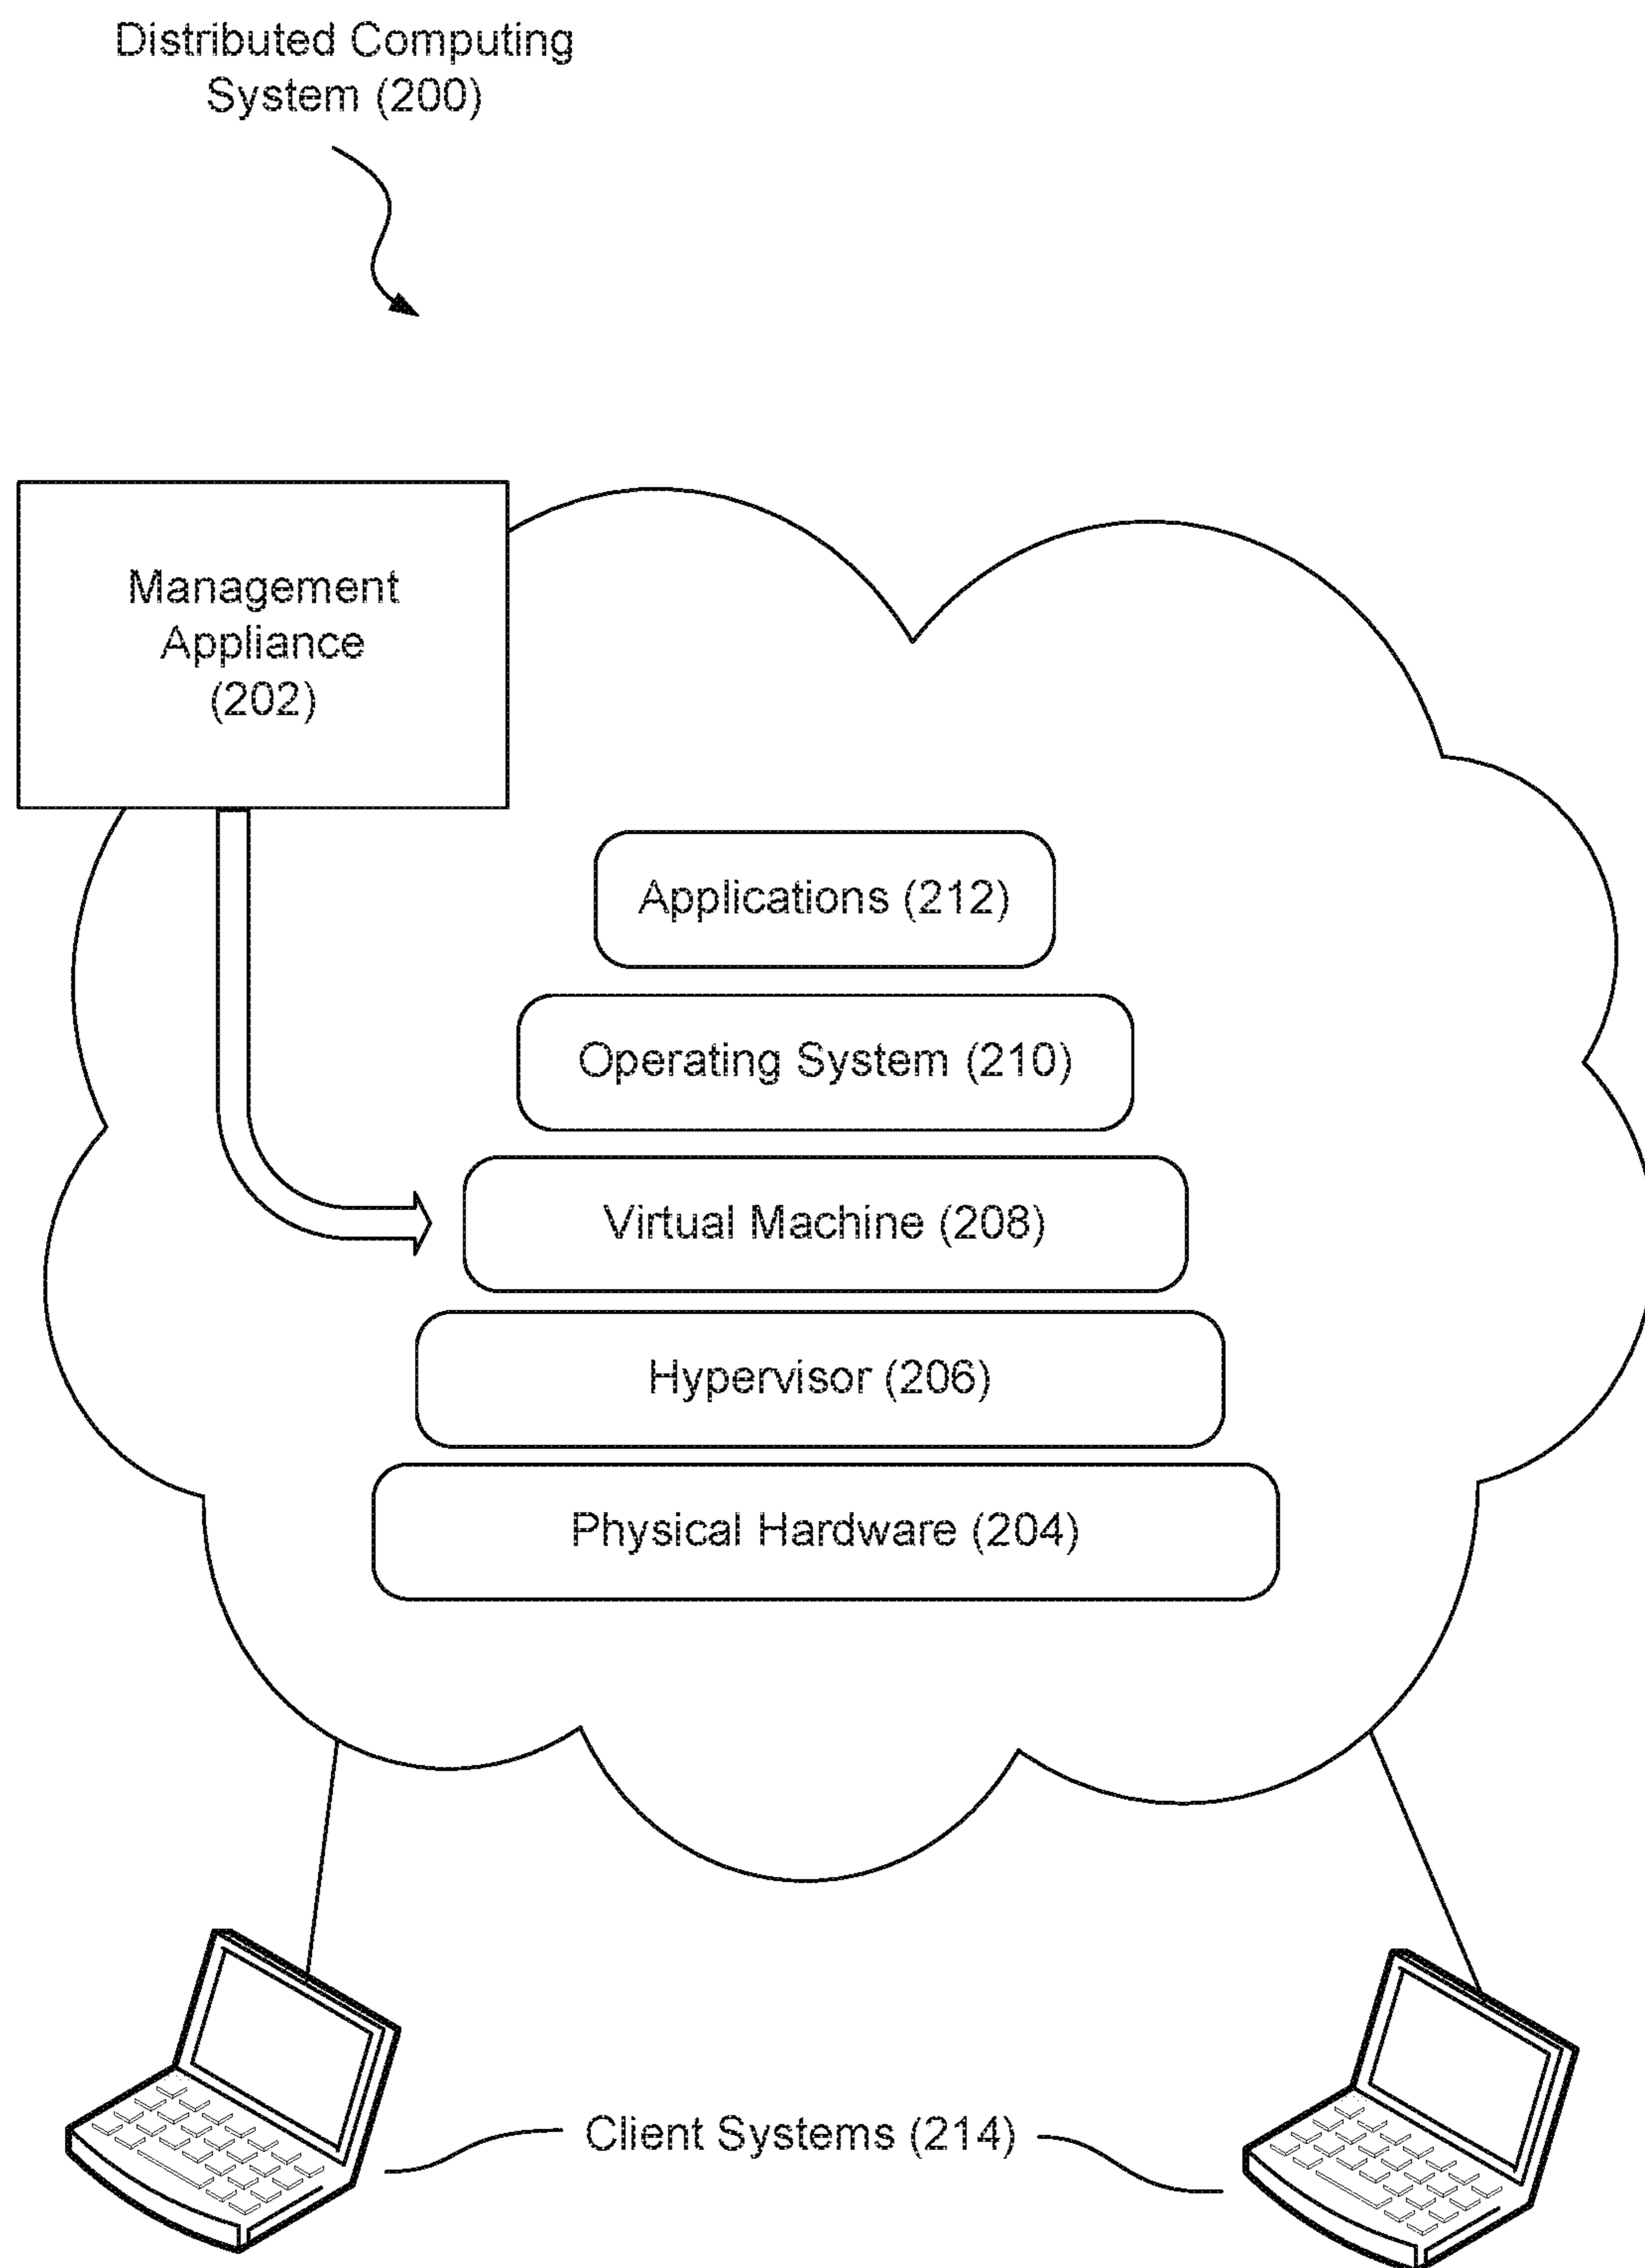 Distributed Computing
System (200)
Management
Appliance
(202)
Applications (212)
Operating System (210)
Virtual Machine (208)
Hypervisor (206)
Physical Hardware (204)
Client Systems (214)